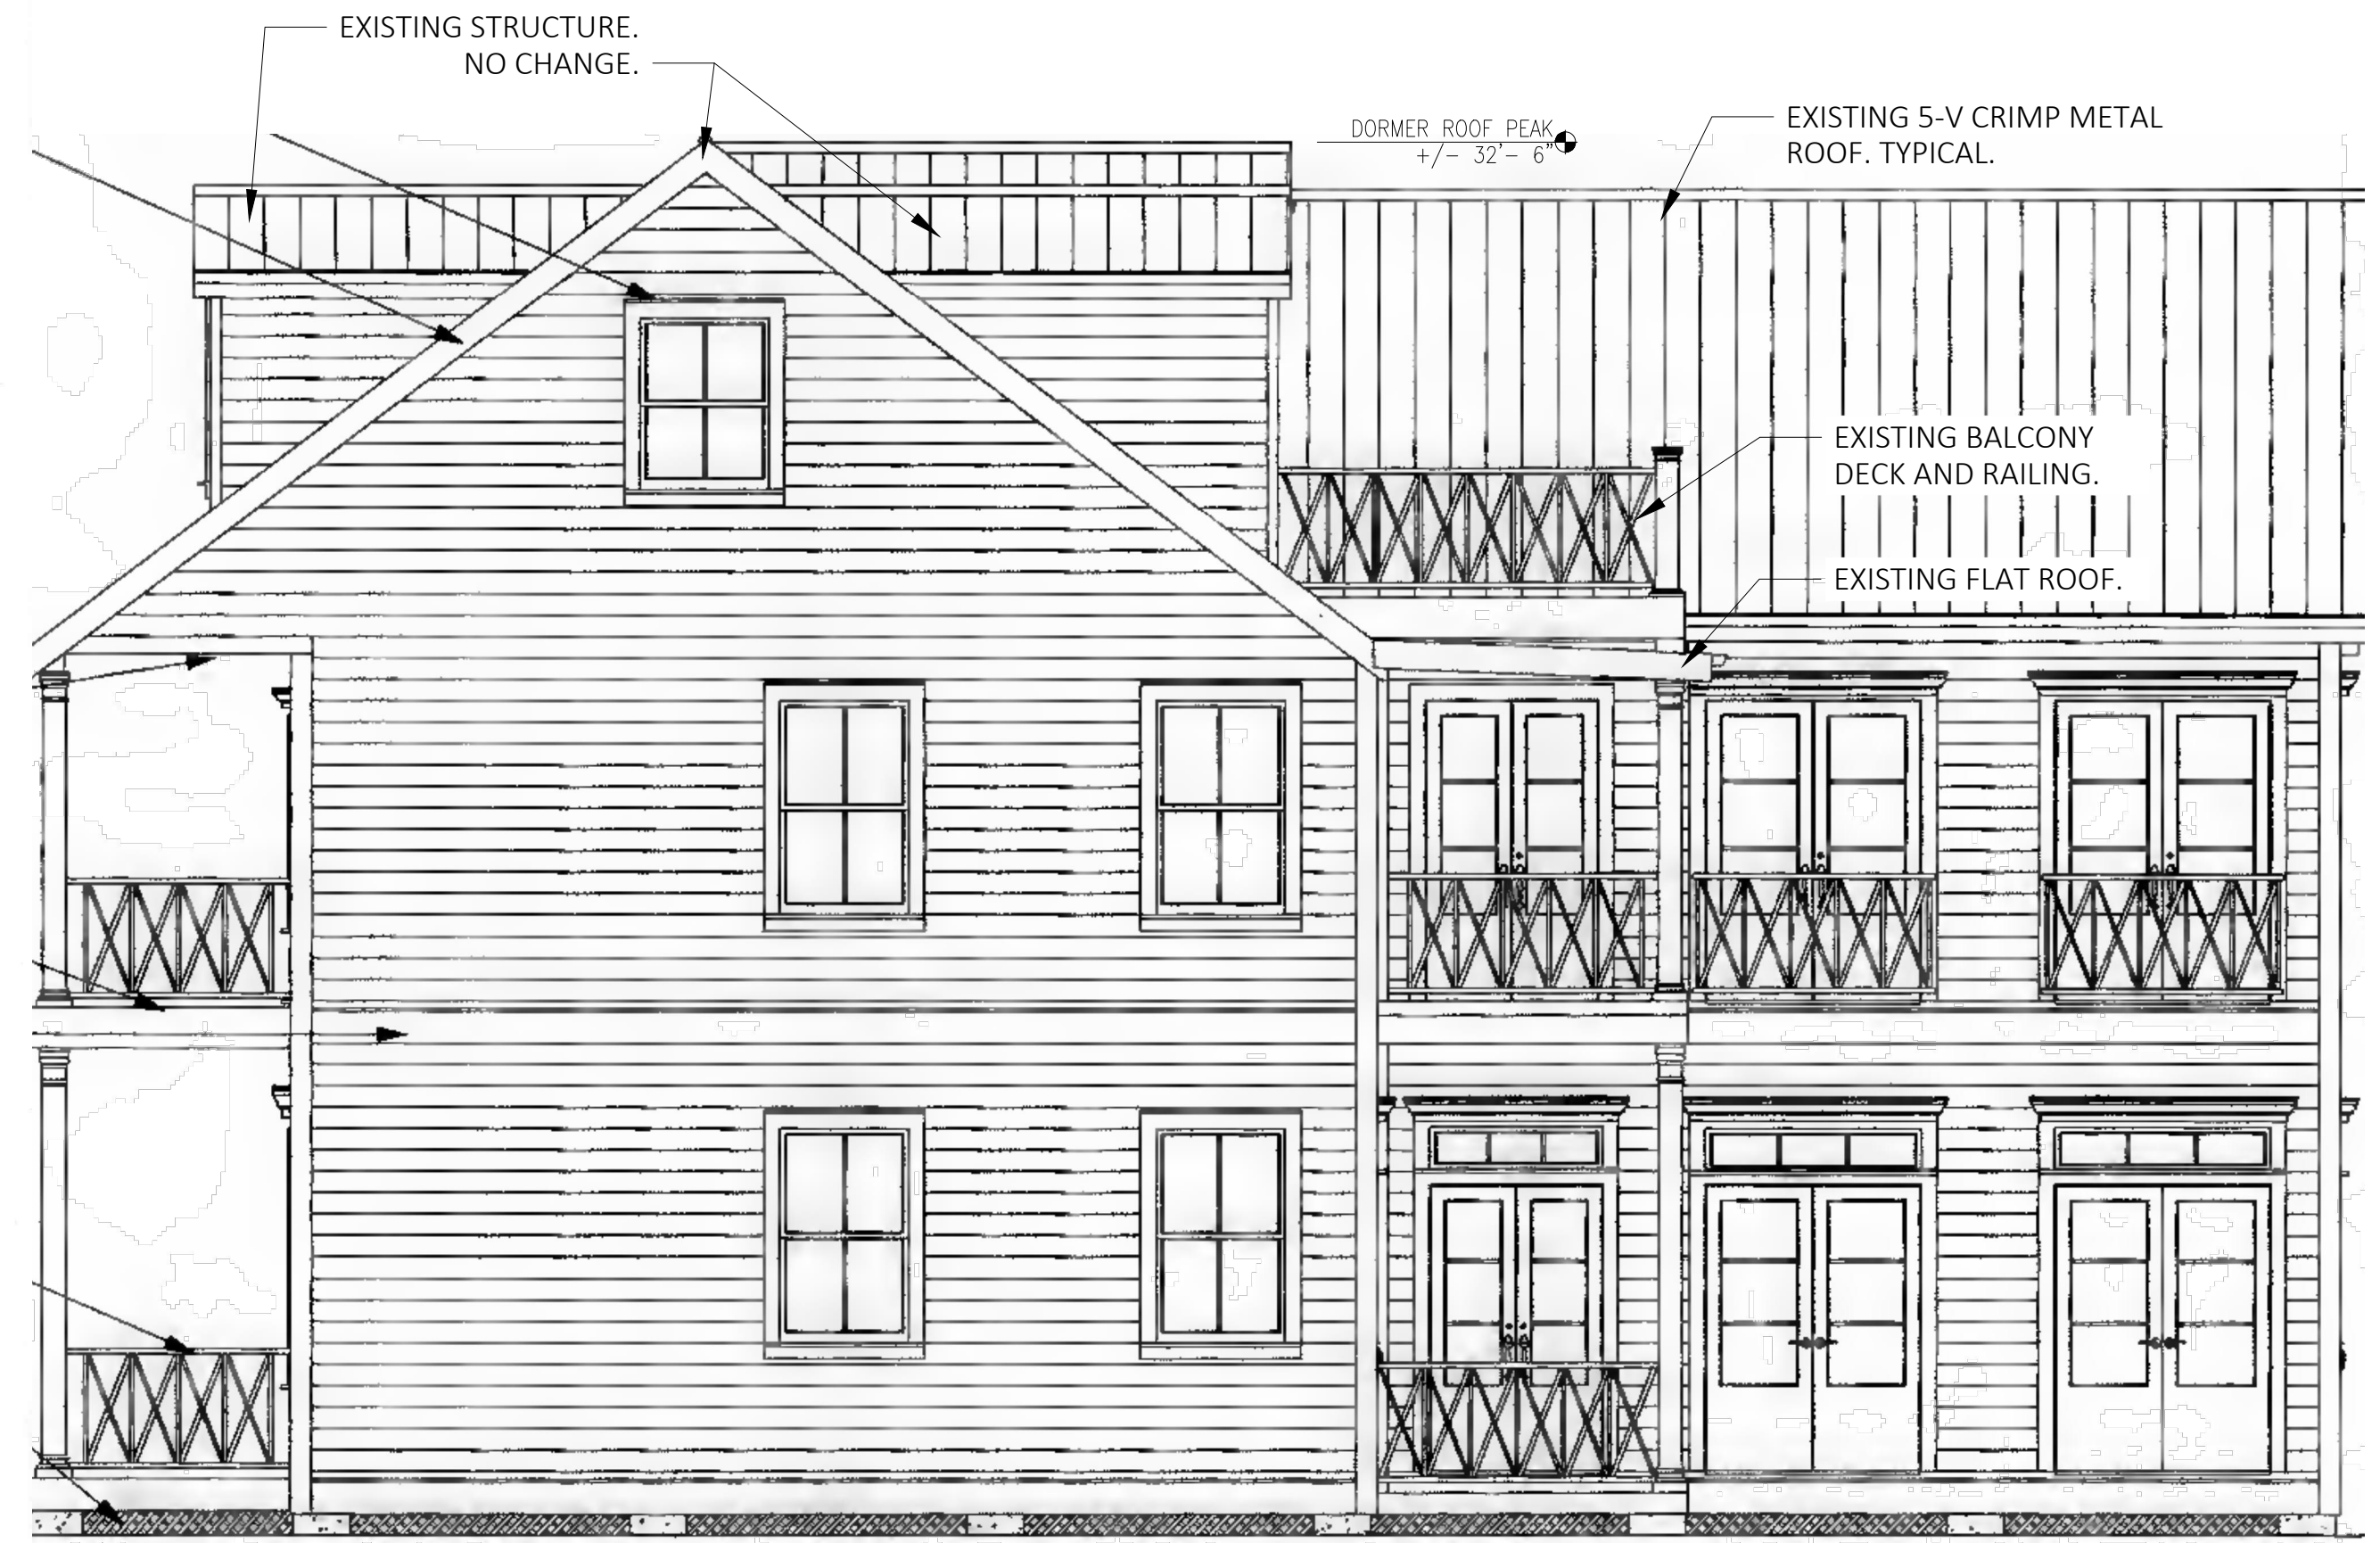 EXISTING STRUCTURE.
NO CHANGE.
DORMER ROOF PEAK
+/- 32'- 6"
EXISTING 5-V CRIMP METAL
ROOF. TYPICAL.
EXISTING BALCONY
DECK AND RAILING.
EXISTING FLAT ROOF.